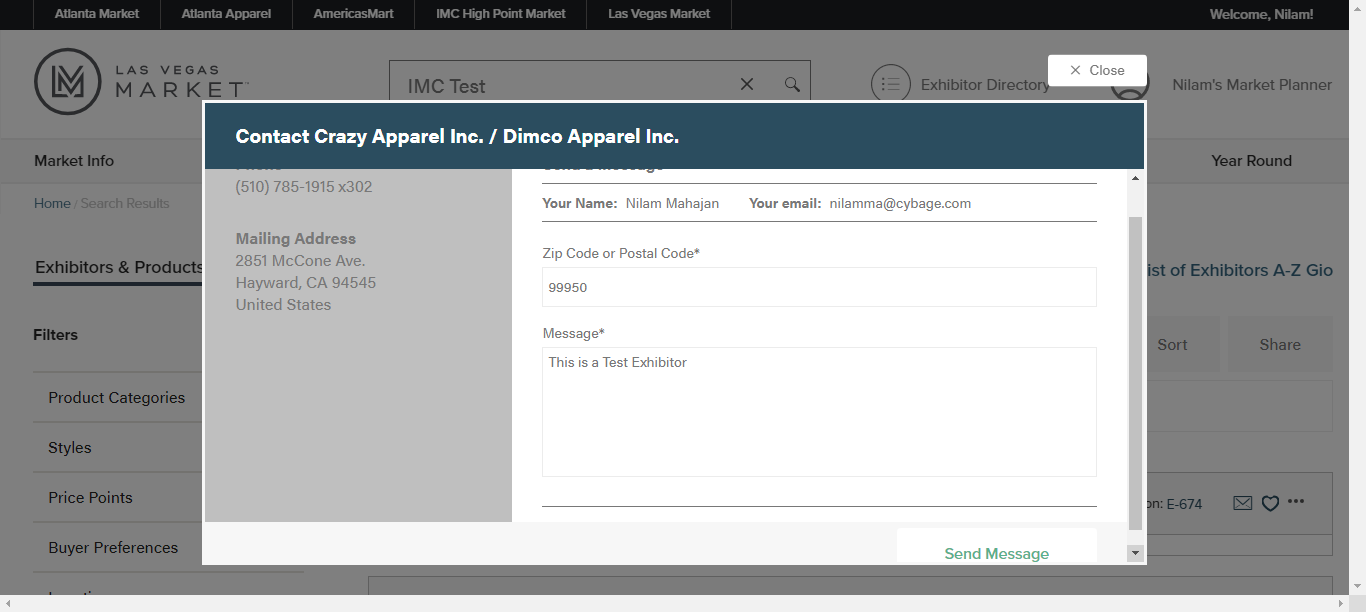 Atlanta Market Atlanta Apparel AmericasMart IMC High Point Market Las Vegas Market Welcome, Nilam!
LAS VEGAS
MARKET
IMC Test
Exhibitor Directory
Close
Nilam's Market Planner
Contact Crazy Apparel Inc. / Dimco Apparel Inc.
Market Info
Year Round
Home / Search Results
Phone
(510) 785-1915 x302
Mailing Address
2851 McCone Ave.
Hayward, CA 94545
United States
Send a Message
Your Name: Nilam Mahajan Your email: nilamma@cybage.com
Zip Code or Postal Code*
99950
Message*
This is a Test Exhibitor
Send Message
Exhibitors & Products
ist of Exhibitors A-Z Gio
Filters
Sort
Share
Product Categories
Styles
Price Points
Buyer Preferences
on: E-674